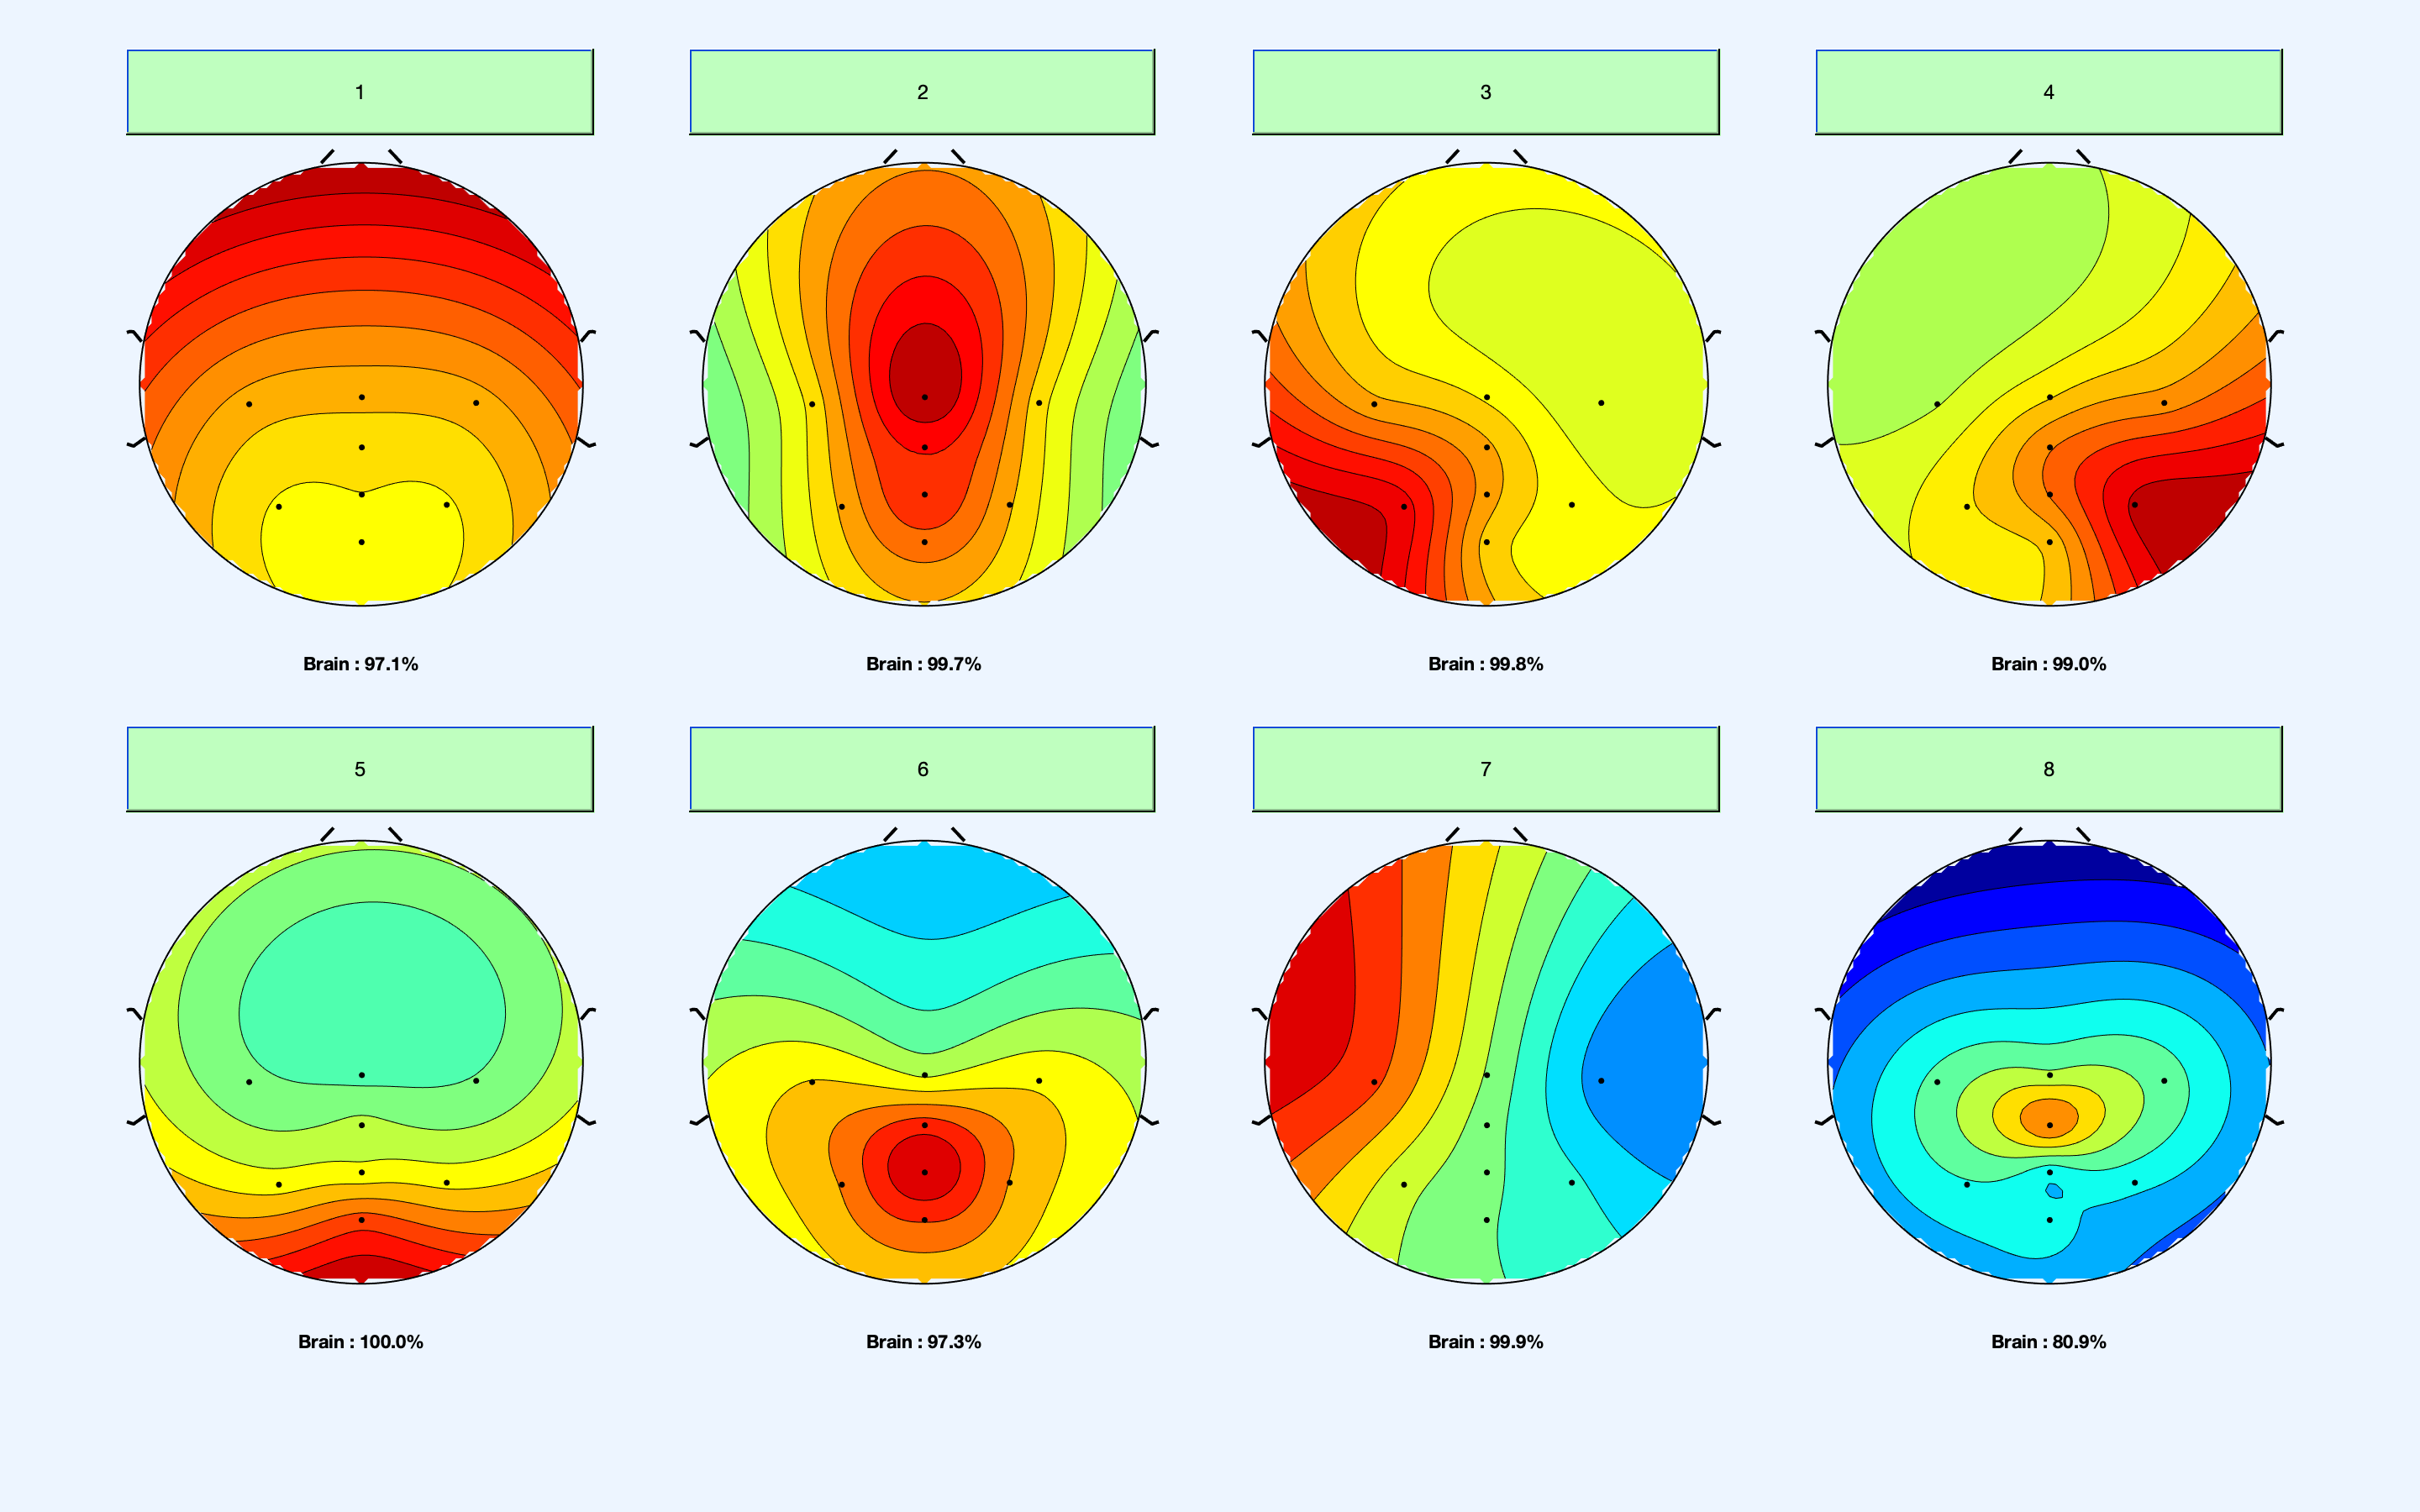 1
2
3
4
Brain : 97.1%
Brain : 99.7%
Brain : 99.8%
Brain : 99.0%
5
6
7
8
Brain : 100.0%
Brain : 97.3%
Brain : 99.9%
Brain : 80.9%